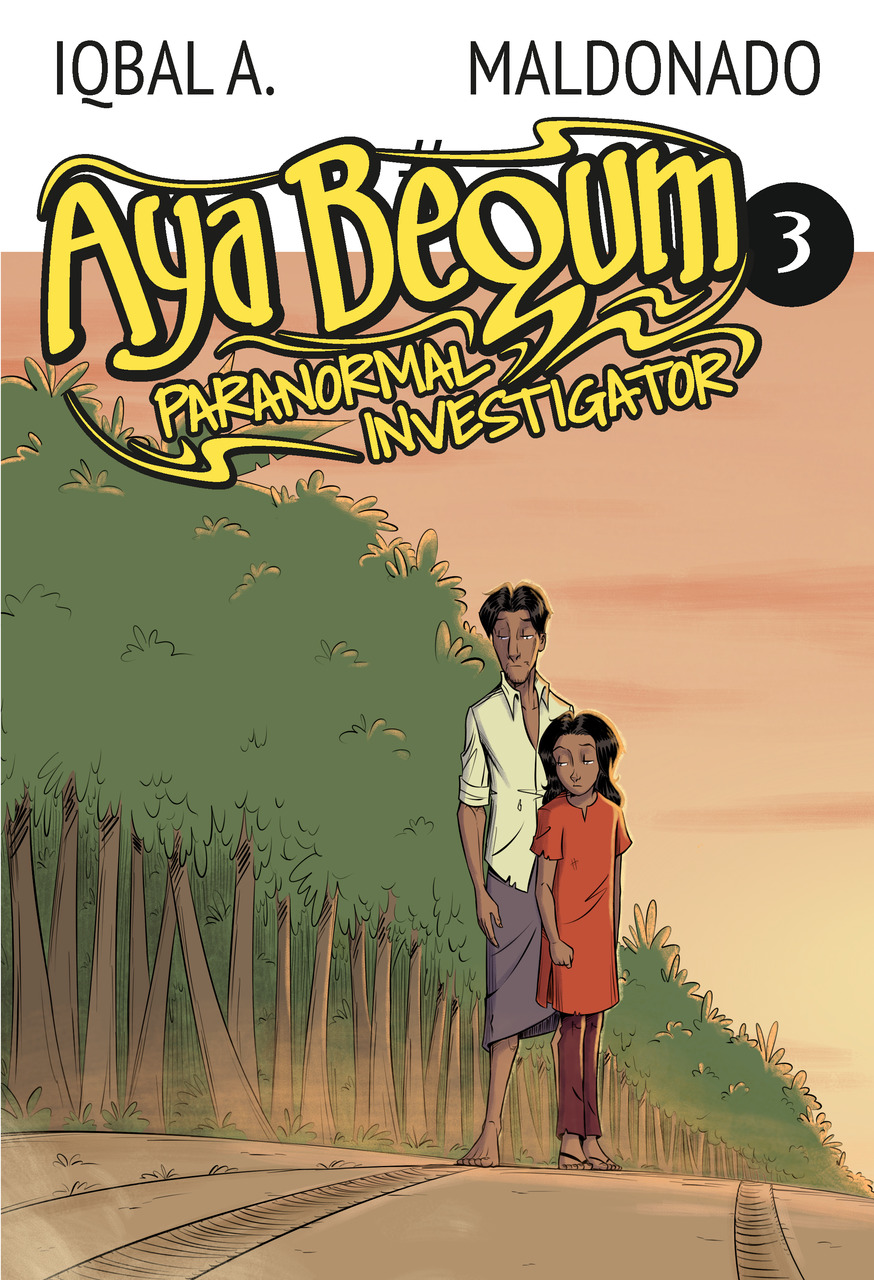 IQBAL A. MALDONADO
Aya Begum
3
PARANORMAL
INVESTIGATOR